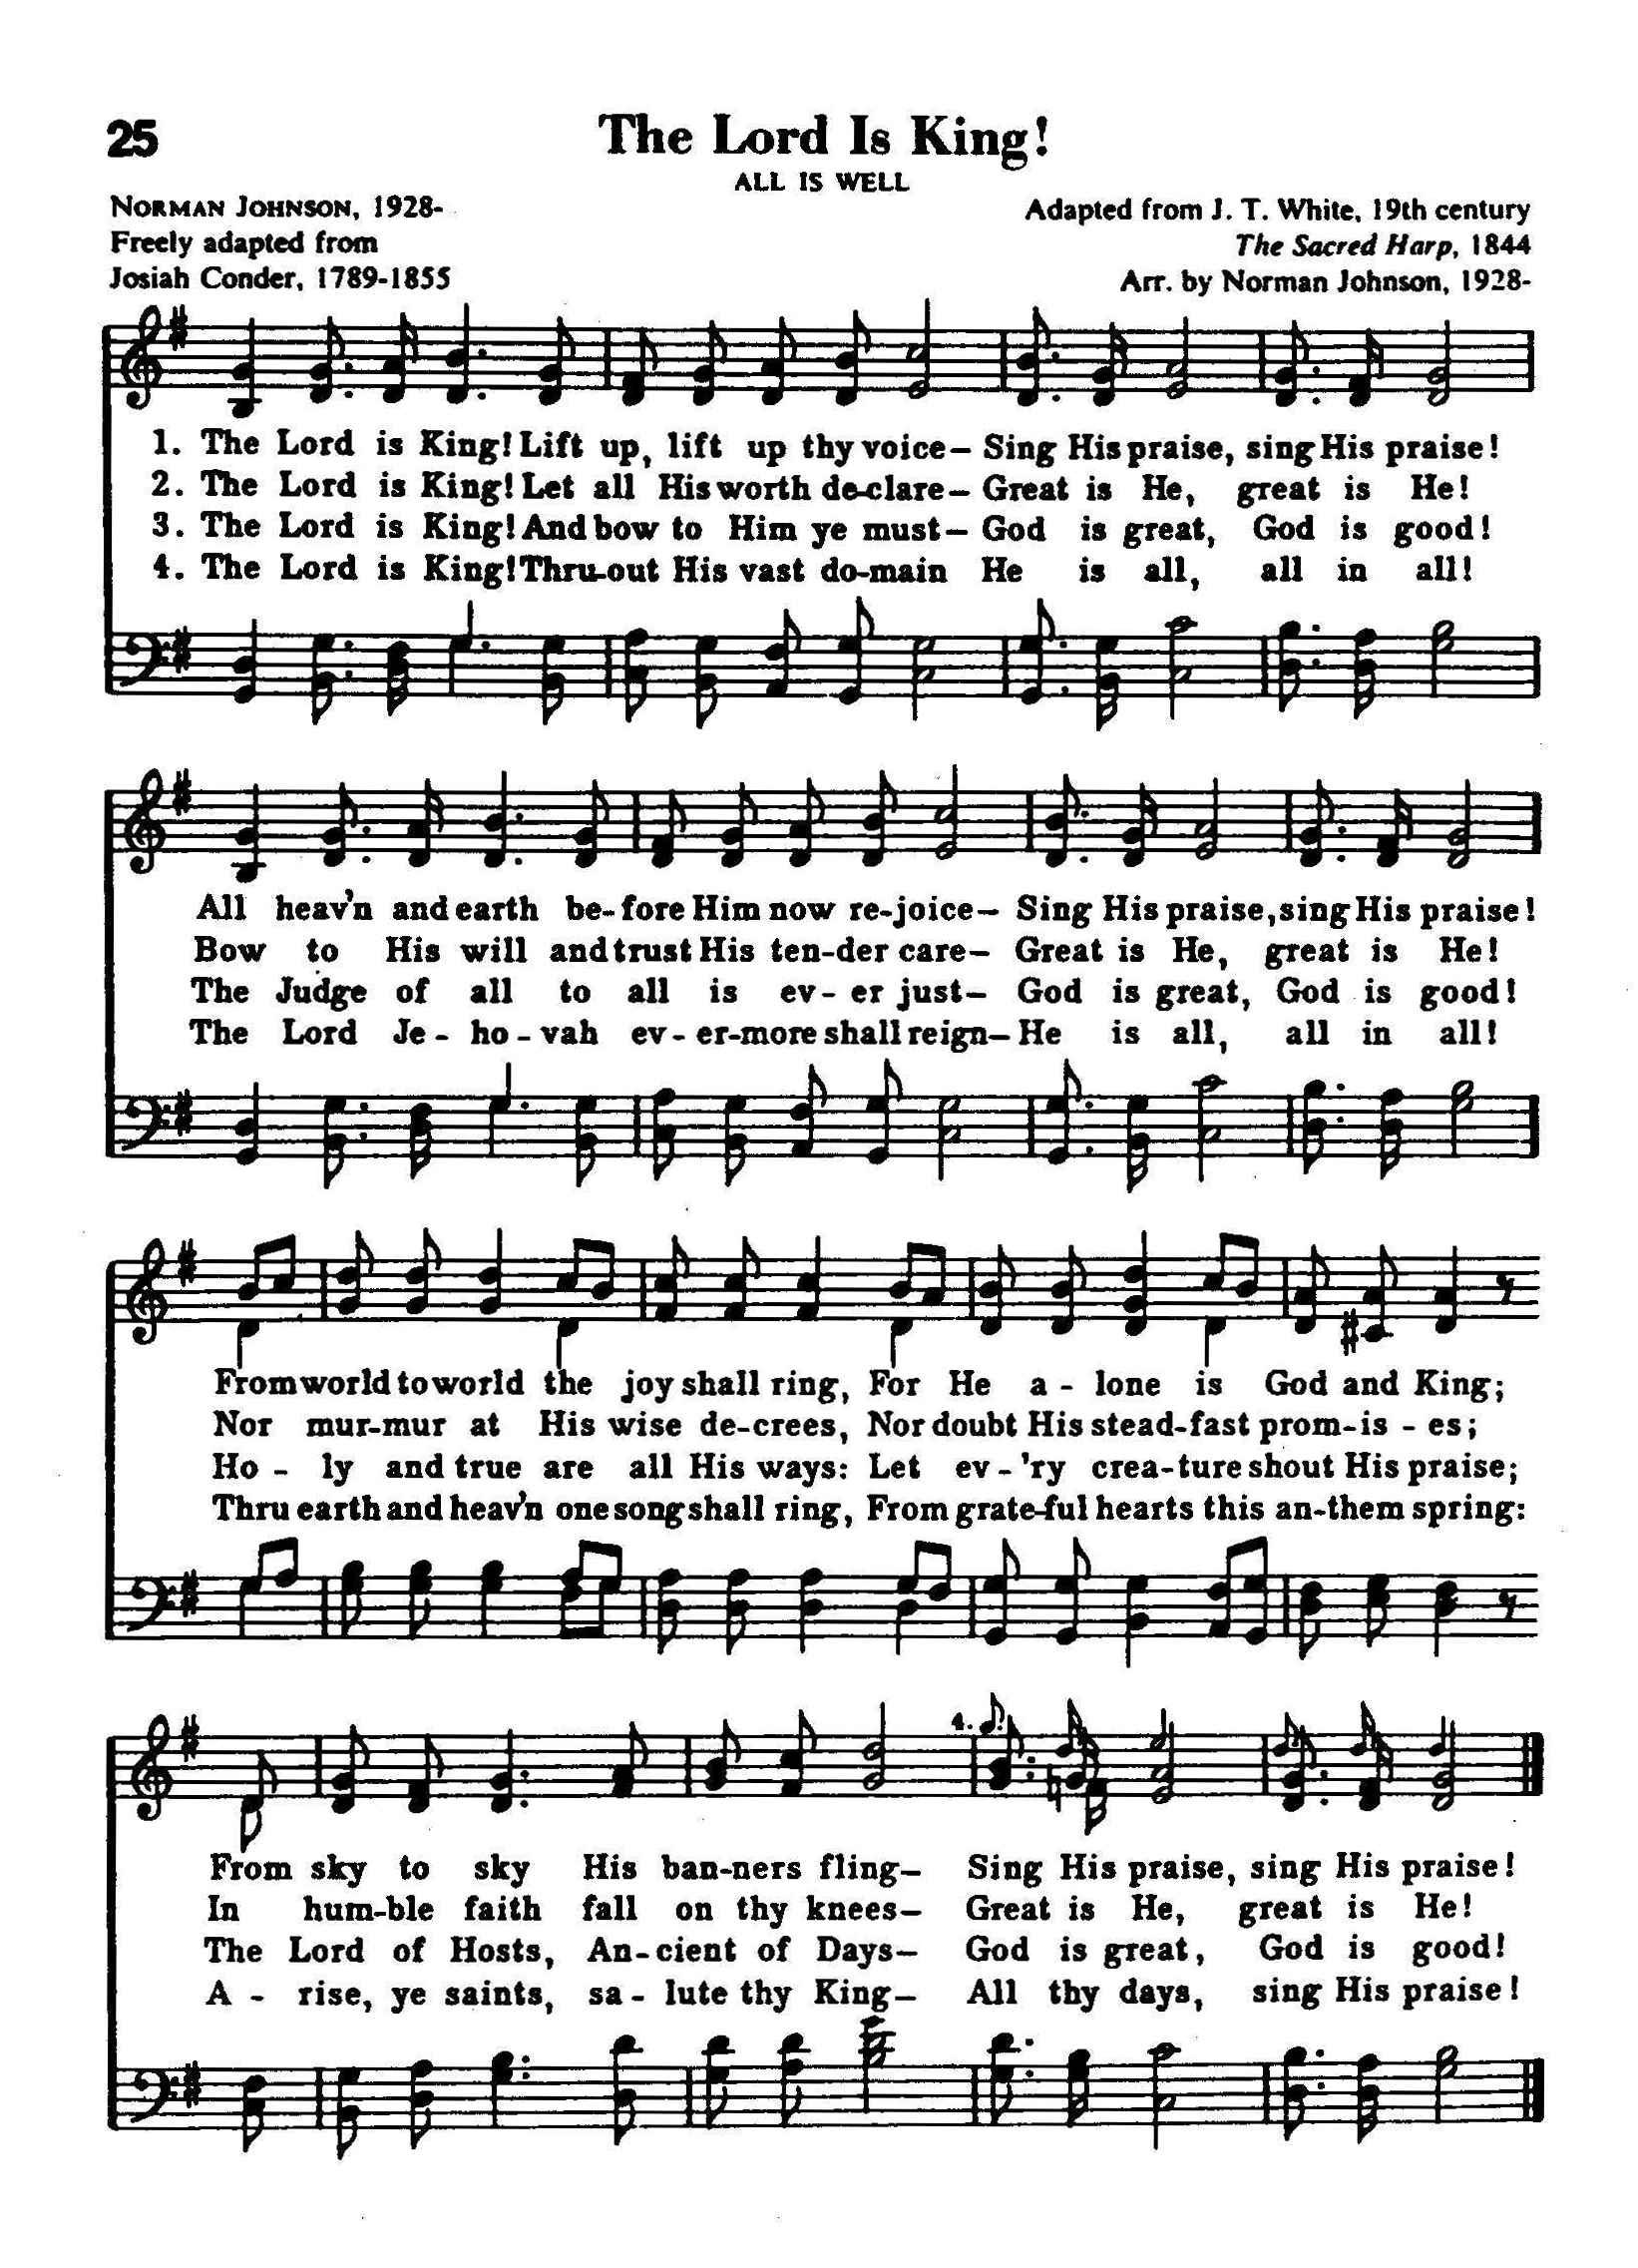 25
The Lord Is King!
ALL IS WELL
NORMAN JOHNSON, 1928-
Freely adapted from
Josiah Conder, 1789-1855
Adapted from J. T. White, 19th century
The Sacred Harp, 1844
Arr. by Norman Johnson, 1928-
1. The Lord is King! Lift up, lift up thy voice– Sing His praise, sing His praise!
2. The Lord is King! Let all His worth de-clare– Great is He, great is He!
3. The Lord is King! And bow to Him ye must– God is great, God is good!
4. The Lord is King! Thru-out His vast do-main He is all, all in all!
All heav'n and earth be-fore Him now re-joice– Sing His praise, sing His praise!
Bow to His will and trust His ten-der care– Great is He, great is He!
The Judge of all to all is ev-er just– God is great, God is good!
The Lord Je-ho-vah ev-er-more shall reign– He is all, all in all!
From world to world the joy shall ring, For He a-lone is God and King;
Nor mur-mur at His wise de-crees, Nor doubt His stead-fast prom-is-es;
Ho-ly and true are all His ways: Let ev-'ry crea-ture shout His praise;
Thru earth and heav'n one song shall ring, From grate-ful hearts this an-them spring:
4.
From sky to sky His ban-ners fling– Sing His praise, sing His praise!
In hum-ble faith fall on thy knees– Great is He, great is He!
The Lord of Hosts, An-cient of Days– God is great, God is good!
A-rise, ye saints, sa-lute thy King– All thy days, sing His praise!